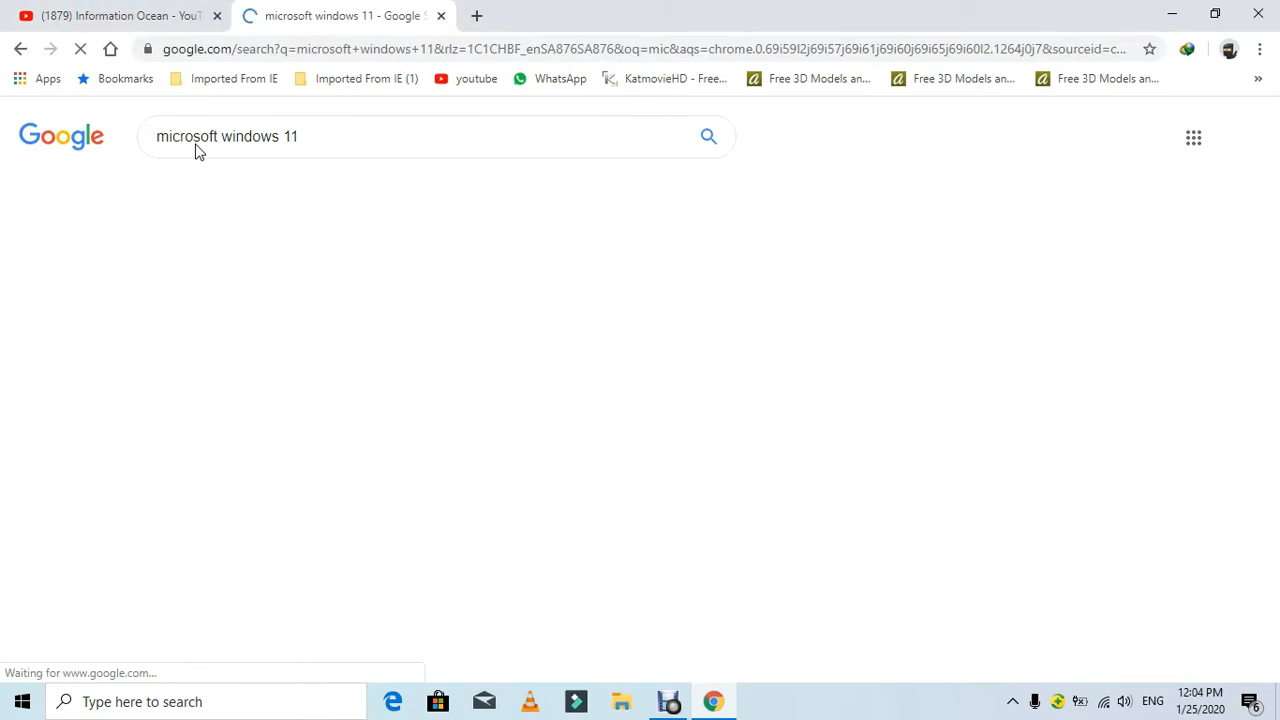 (1879) Information Ocean - YouT
microsoft windows 11 - Google S
google.com/search?q=microsoft+windows+11&rlz=1C1CHBF_enSA876SA876&oq=mic&aqs=chrome.0.69i59l2j69i57j69i61j69i60j69i65j69i60l2.1264j0j7&sourceid=c...
Apps
Bookmarks
Imported From IE
Imported From IE (1)
youtube
WhatsApp
KatmovieHD - Free...
Free 3D Models an...
Free 3D Models an...
Free 3D Models an...
»
Google
microsoft windows 11
Waiting for www.google.com...
Type here to search
ENG
12:04 PM
1/25/2020
6